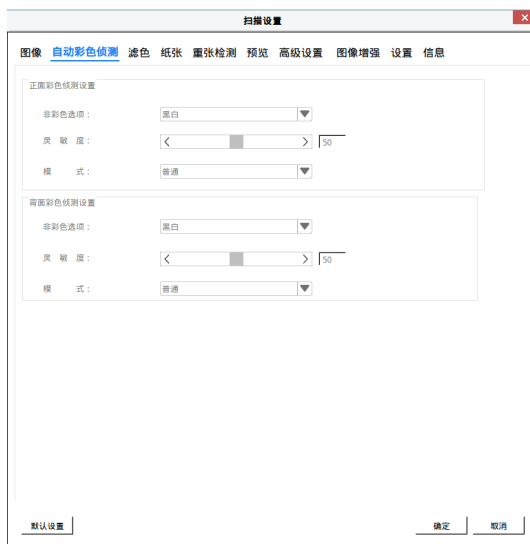 扫描设置
图像 自动彩色侦测 滤色 纸张 重张检测 预览 高级设置 图像增强 设置 信息
正面彩色侦测设置
非彩色选项： 黑白
灵 敏 度： 50
模 式： 普通
背面彩色侦测设置
非彩色选项： 黑白
灵 敏 度： 50
模 式： 普通
默认设置 确定 取消